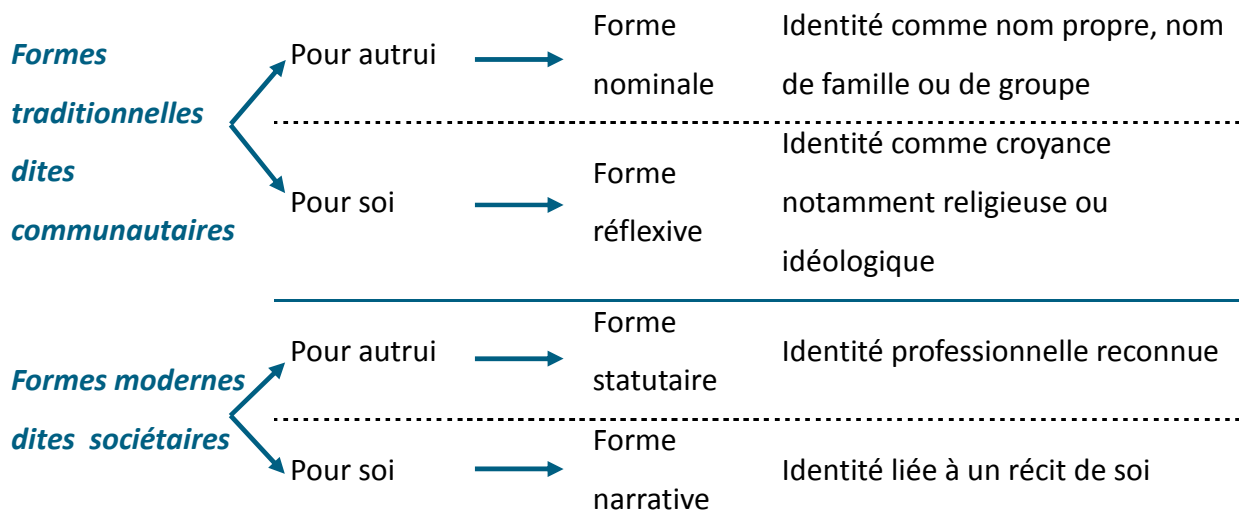 Formes
traditionnelles
dites
communautaires
Pour autrui
Forme
nominale
Identité comme nom propre, nom
de famille ou de groupe
Pour soi
Forme
réflexive
Identité comme croyance
notamment religieuse ou
idéologique
Formes modernes
dites sociétaires
Pour autrui
Forme
statutaire
Identité professionnelle reconnue
Pour soi
Forme
narrative
Identité liée à un récit de soi